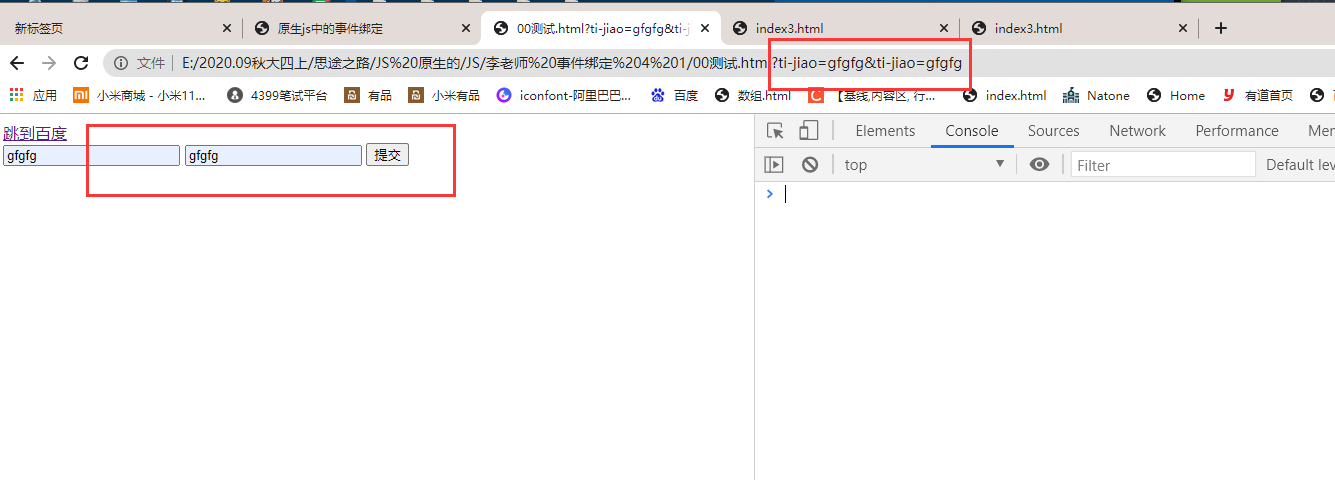 新标签页
原生js中的事件绑定
00测试.html?ti-jiao=gfgfg&ti-j
index3.html
index3.html
文件 E:/2020.09秋大四上/思途之路/JS%20原生的/JS/李老师%20事件绑定%204%201/00测试.html?ti-jiao=gfgfg&ti-jiao=gfgfg
应用 小米商城 - 小米11... 4399笔试平台 有品 小米有品 iconfont-阿里巴巴... 百度 数组.html 【基线,内容区, 行... index.html Natone Home 有道首页
跳到百度
gfgfg gfgfg 提交
Elements Console Sources Network Performance Mer
top Filter Default lev